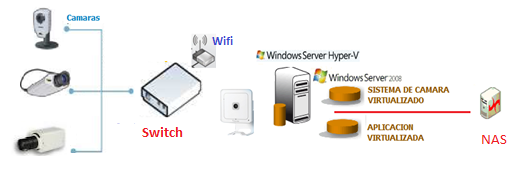 Camaras
Wifi
Switch
Windows Server Hyper-V
Windows Server 2008
SISTEMA DE CAMARA
VIRTUALIZADO
APLICACION
VIRTUALIZADA
NAS